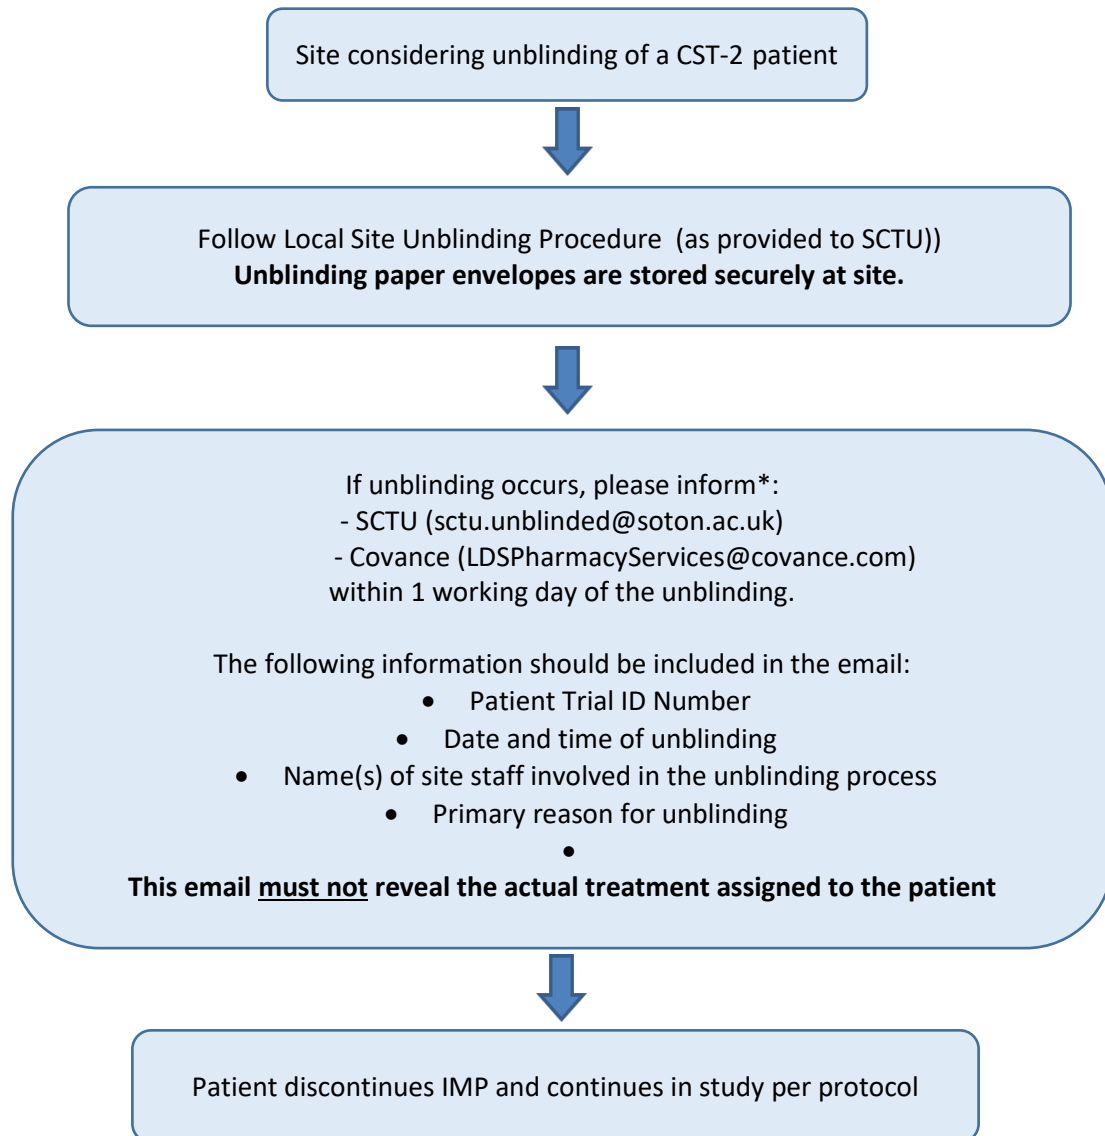 Site considering unblinding of a CST-2 patient
Follow Local Site Unblinding Procedure  (as provided to SCTU))
Unblinding paper envelopes are stored securely at site.
If unblinding occurs, please inform*:
- SCTU (sctu.unblinded@soton.ac.uk)
- Covance (LDSPharmacyServices@covance.com)
within 1 working day of the unblinding.
The following information should be included in the email:
• Patient Trial ID Number
• Date and time of unblinding
• Name(s) of site staff involved in the unblinding process
• Primary reason for unblinding
•
This email must not reveal the actual treatment assigned to the patient
Patient discontinues IMP and continues in study per protocol